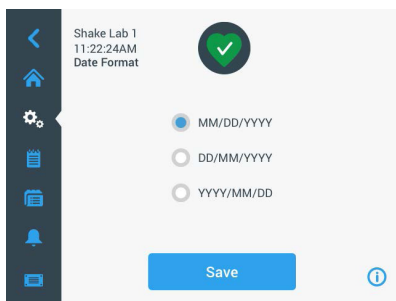 Shake Lab 1
11:22:24AM
Date Format
MM/DD/YYYY
DD/MM/YYYY
YYYY/MM/DD
Save